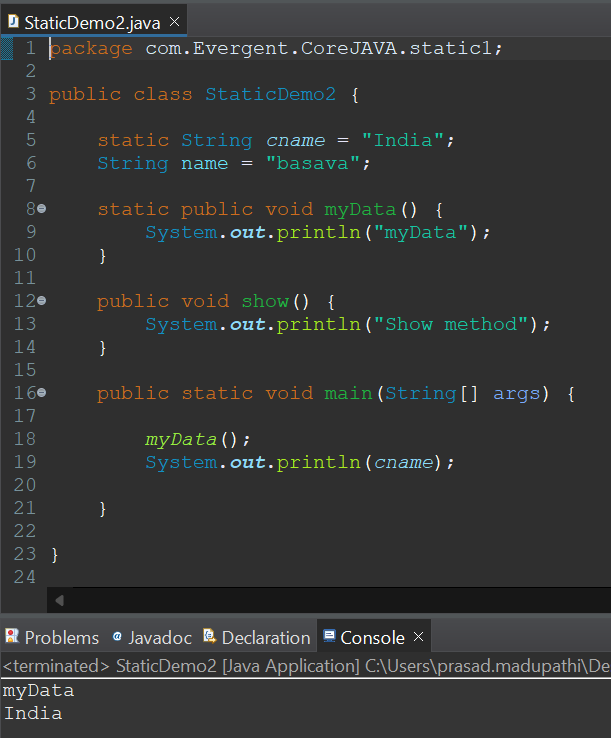 StaticDemo2.java
1 package com.Evergent.CoreJAVA.static1;
2
3 public class StaticDemo2 {
4
5     static String cname = "India";
6     String name = "basava";
7
8     static public void myData() {
9         System.out.println("myData");
10     }
11
12     public void show() {
13         System.out.println("Show method");
14     }
15
16     public static void main(String[] args) {
17
18         myData();
19         System.out.println(cname);
20
21     }
22
23 }
24
Problems @ Javadoc Declaration Console
<terminated> StaticDemo2 [Java Application] C:\Users\prasad.madupathi\De
myData
India